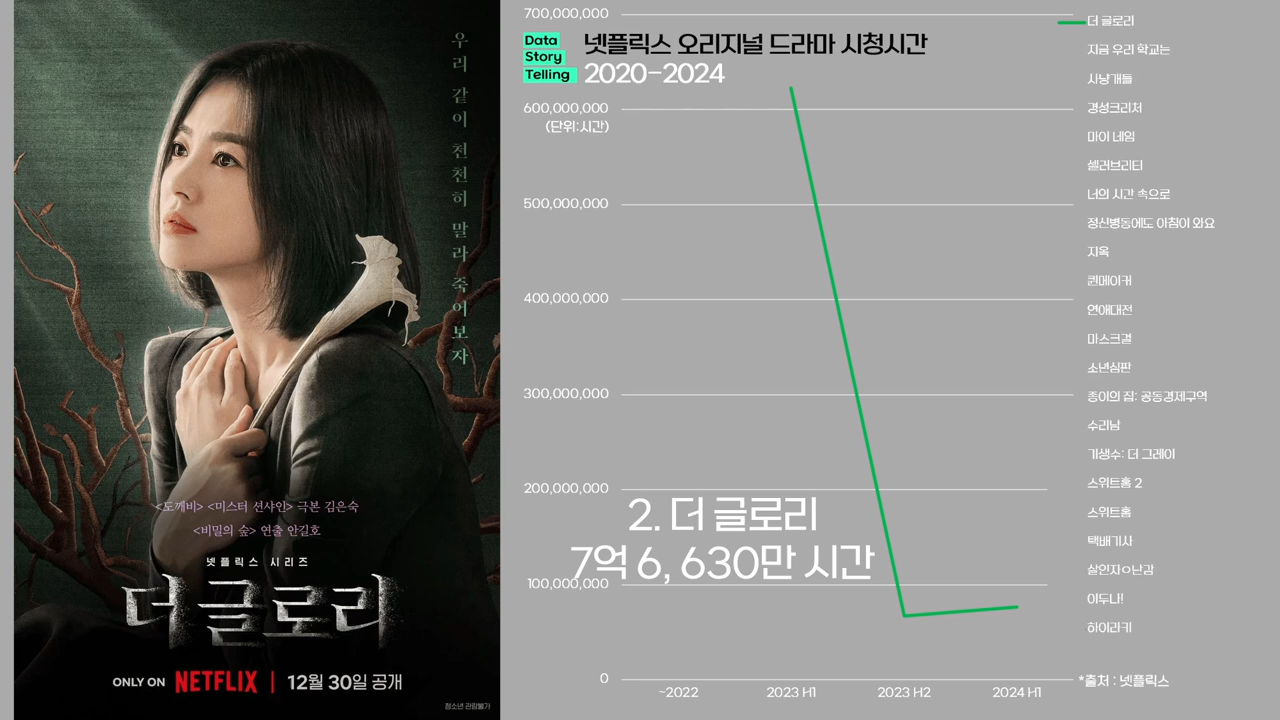 우리 같이 천천히 말라 죽어보자
<도깨비> <미스터 션샤인> 극본 김은숙
<비밀의 숲> 연출 안길호
넷플릭스 시리즈
더 글로리
ONLY ON NETFLIX | 12월 30일 공개
청소년 관람불가
Data
Story
Telling
넷플릭스 오리지널 드라마 시청시간
2020-2024
700,000,000
600,000,000
(단위:시간)
500,000,000
400,000,000
300,000,000
200,000,000
100,000,000
0
2. 더 글로리
7억 6, 630만 시간
~2022
2023 H1
2023 H2
2024 H1
더 글로리
지금 우리 학교는
사냥개들
경성크리처
마이 네임
셀러브리티
너의 시간 속으로
정신병동에도 아침이 와요
지옥
퀸메이커
연애대전
마스크걸
소년심판
종이의 집: 공동경제구역
수리남
기생수: 더 그레이
스위트홈 2
스위트홈
택배기사
살인자ㅇ난감
이두나!
하이라키
*출처 : 넷플릭스